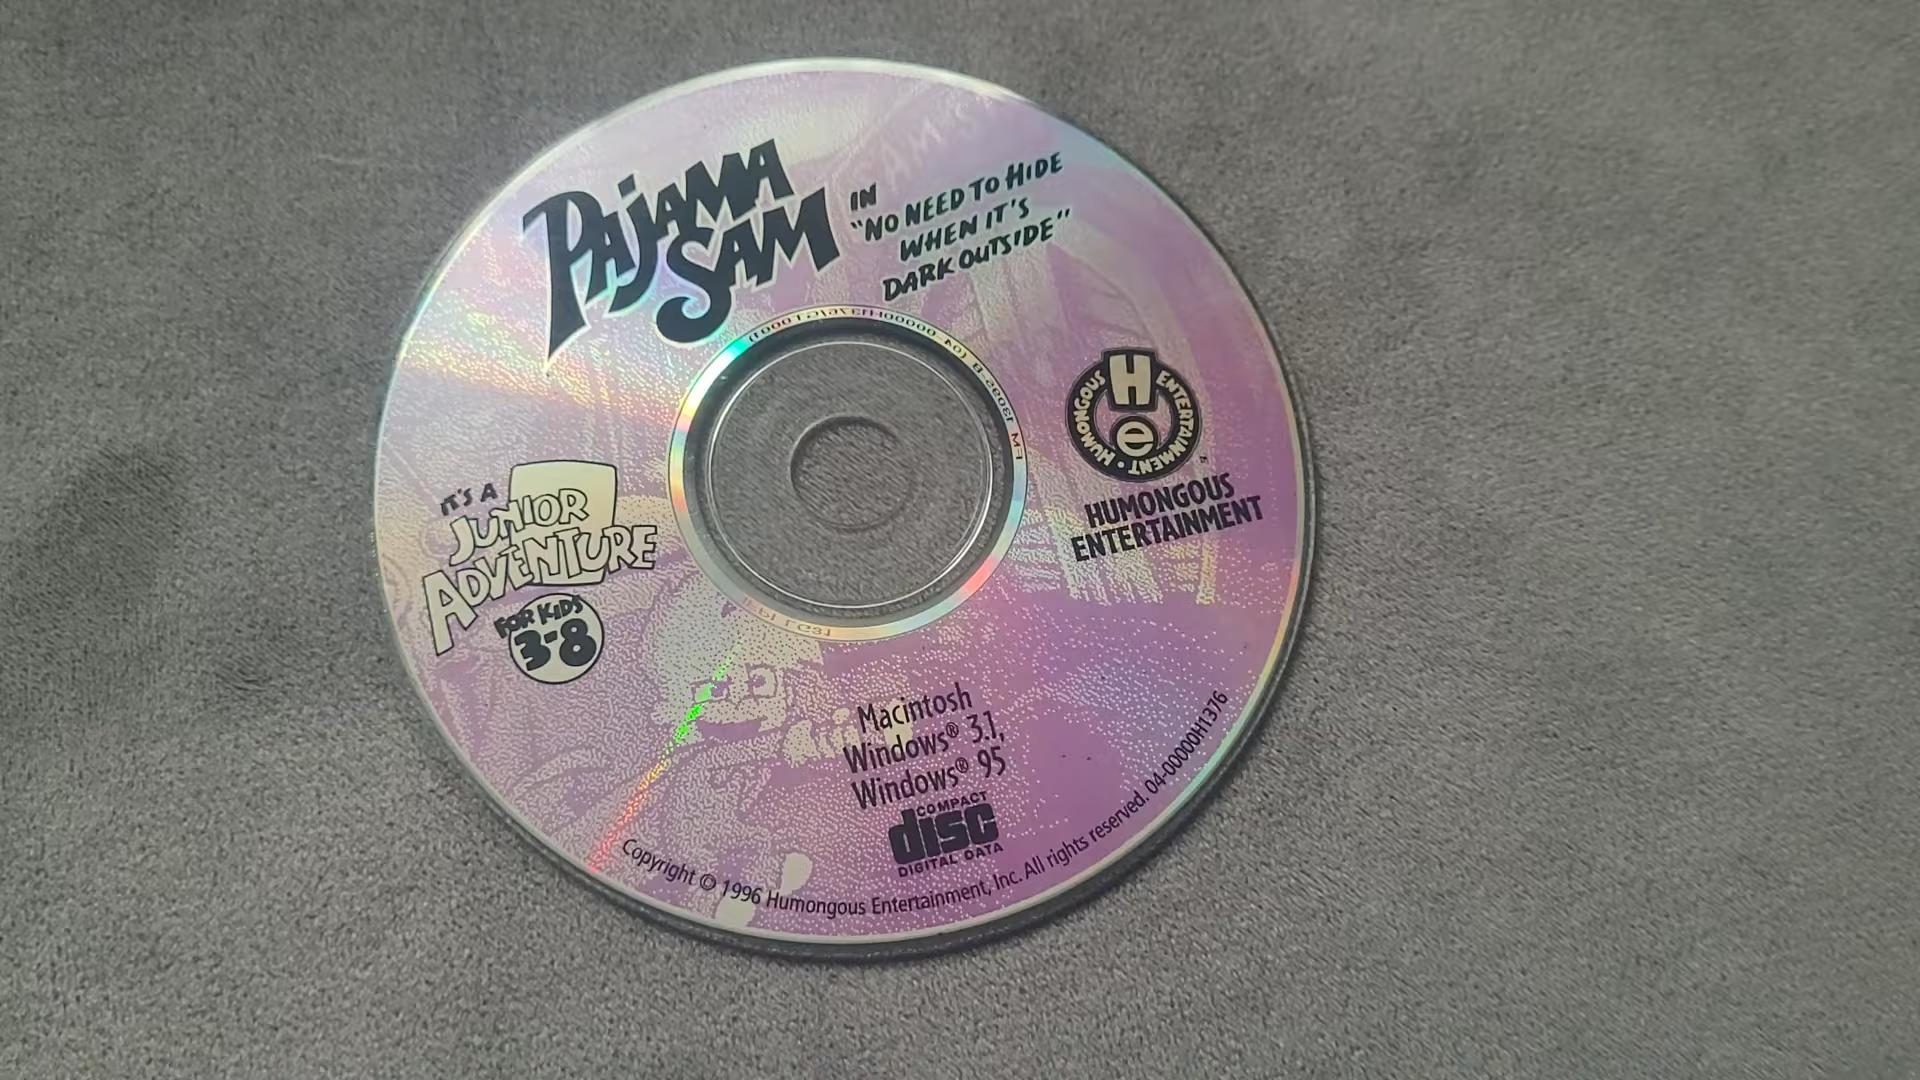 PAJAMA
SAM
IN
"NO NEED TO HIDE
WHEN IT'S
DARK OUTSIDE"
HUMONGOUS ENTERTAINMENT
H
e
™
HUMONGOUS
ENTERTAINMENT
IT'S A
JUNIOR
ADVENTURE
FOR KIDS
3-8
Macintosh
Windows® 3.1,
Windows® 95
COMPACT
disc
DIGITAL DATA
Copyright © 1996 Humongous Entertainment, Inc. All rights reserved. 04-00000H1376